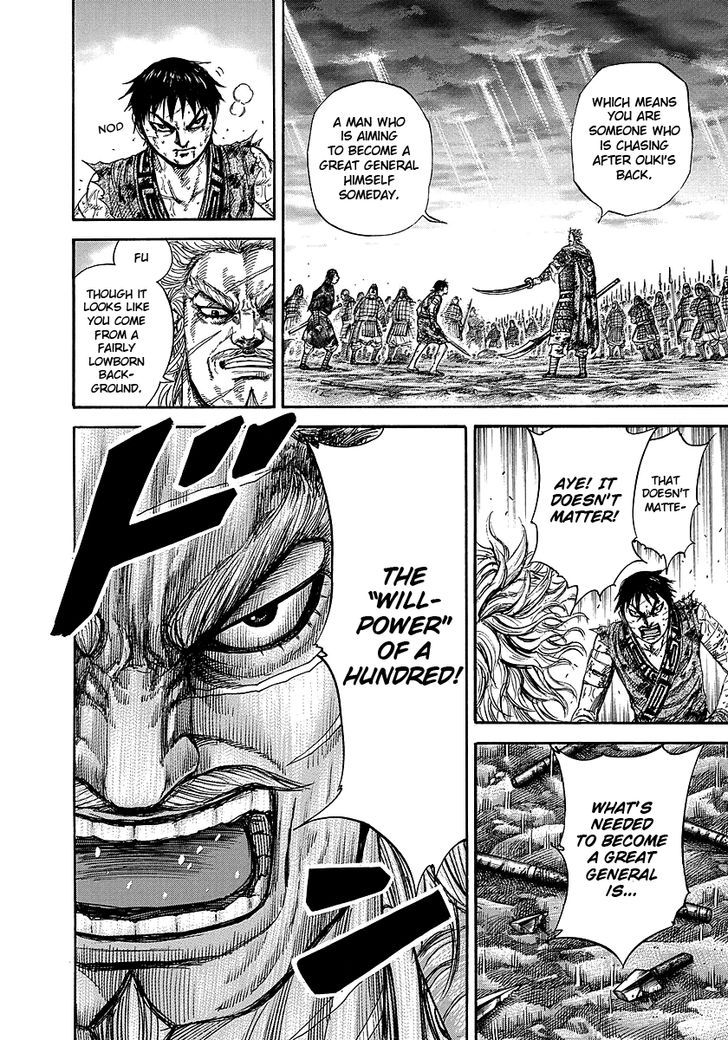 WHICH MEANS
YOU ARE
SOMEONE WHO
IS CHASING
AFTER OUKI'S
BACK.
A MAN WHO
IS AIMING
TO BECOME A
GREAT GENERAL
HIMSELF
SOMEDAY.
NOD
FU
THOUGH IT
LOOKS LIKE
YOU COME
FROM A
FAIRLY
LOWBORN
BACK-
GROUND.
THAT
DOESN'T
MATTE-
AYE! IT
DOESN'T
MATTER!
WHAT'S
NEEDED
TO BECOME
A GREAT
GENERAL
IS...
THE
"WILL-
POWER"
OF A
HUNDRED!
ドン